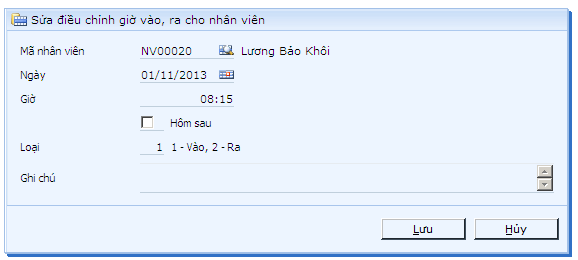 Sửa điều chỉnh giờ vào, ra cho nhân viên
Mã nhân viên NV00020 Lương Bảo Khôi
Ngày 01/11/2013
Giờ 08:15
Hôm sau
Loại 1 1 - Vào, 2 - Ra
Ghi chú
Lưu Hủy